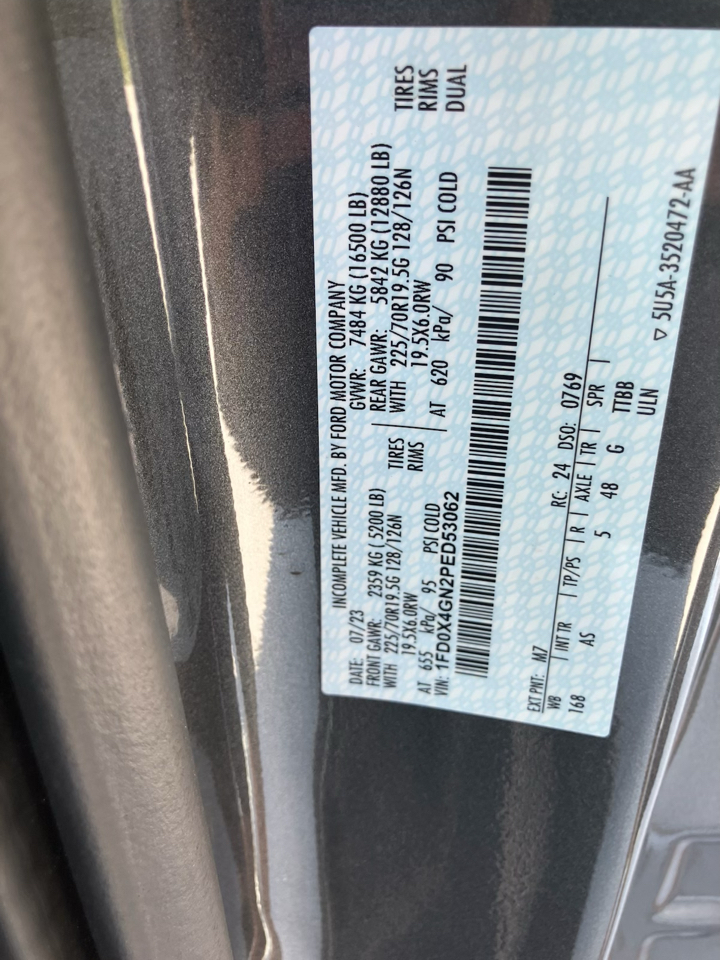 INCOMPLETE VEHICLE MFD. BY FORD MOTOR COMPANY
DATE: 07/23 GVWR: 7484 KG (16500 LB)
FRONT GAWR: 2359 KG (5200 LB) REAR GAWR: 5842 KG (12880 LB)
WITH 225/70R19.5G 128/126N TIRES WITH 225/70R19.5G 128/126N TIRES
19.5X6.0RW RIMS 19.5X6.0RW RIMS
AT 655 kPa/ 95 PSI COLD AT 620 kPa/ 90 PSI COLD DUAL
VIN: 1FD0X4GN2PED53062
EXT PNT: M7 RC: 24 DSO: 0769
WB | INT TR | TP/PS | R | AXLE | TR | SPR |
168 AS 5 48 G TTBB
ULN
▽ 5U5A-3520472-AA